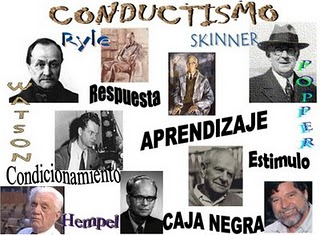 CONDUCTISMO
Ryle
SKINNER
WATSON
Respuesta
POPPER
APRENDIZAJE
Estimulo
Condicionamiento
Hempel
CAJA NEGRA